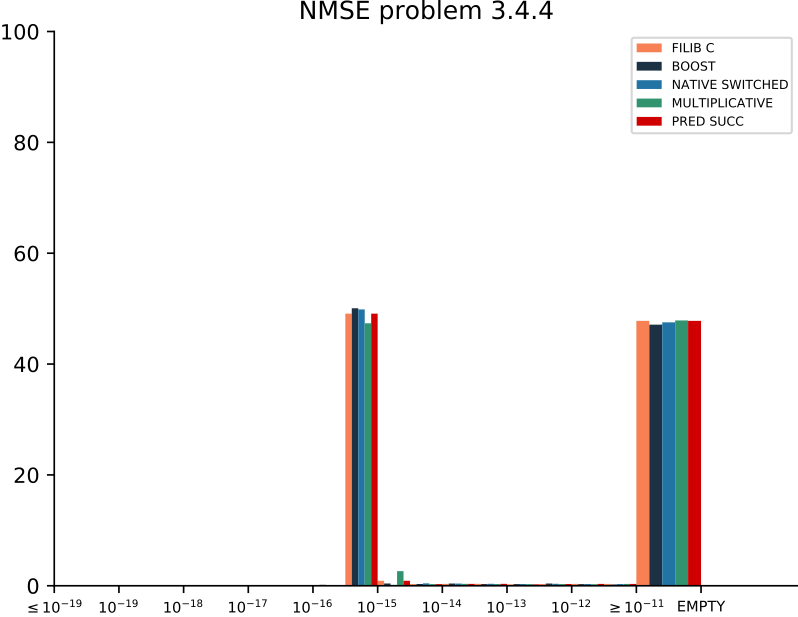 NMSE problem 3.4.4
100
80
60
40
20
0
FILIB C
BOOST
NATIVE SWITCHED
MULTIPLICATIVE
PRED SUCC
≤ 10⁻¹⁹ 10⁻¹⁹ 10⁻¹⁸ 10⁻¹⁷ 10⁻¹⁶ 10⁻¹⁵ 10⁻¹⁴ 10⁻¹³ 10⁻¹² ≥ 10⁻¹¹ EMPTY